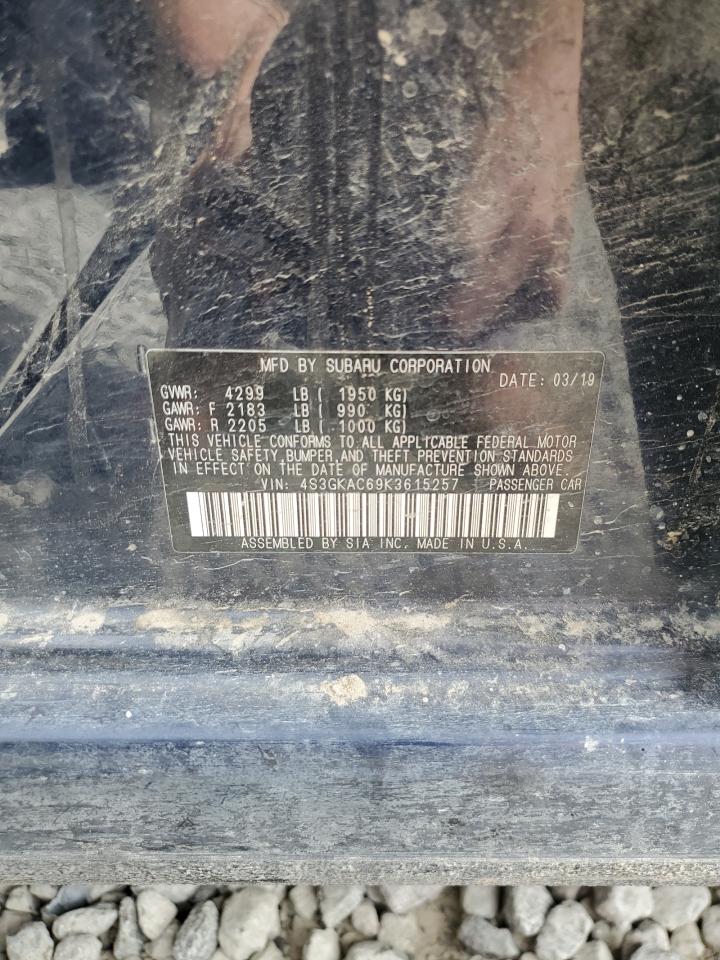 MFD BY SUBARU CORPORATION
DATE: 03/19
GVWR: 4299 LB ( 1950 KG)
GAWR: F 2183 LB ( 990 KG)
GAWR: R 2205 LB ( 1000 KG)
THIS VEHICLE CONFORMS TO ALL APPLICABLE FEDERAL MOTOR
VEHICLE SAFETY,BUMPER,AND THEFT PREVENTION STANDARDS
IN EFFECT ON THE DATE OF MANUFACTURE SHOWN ABOVE.
VIN: 4S3GKAC69K3615257 PASSENGER CAR
ASSEMBLED BY SIA INC. MADE IN U.S.A.